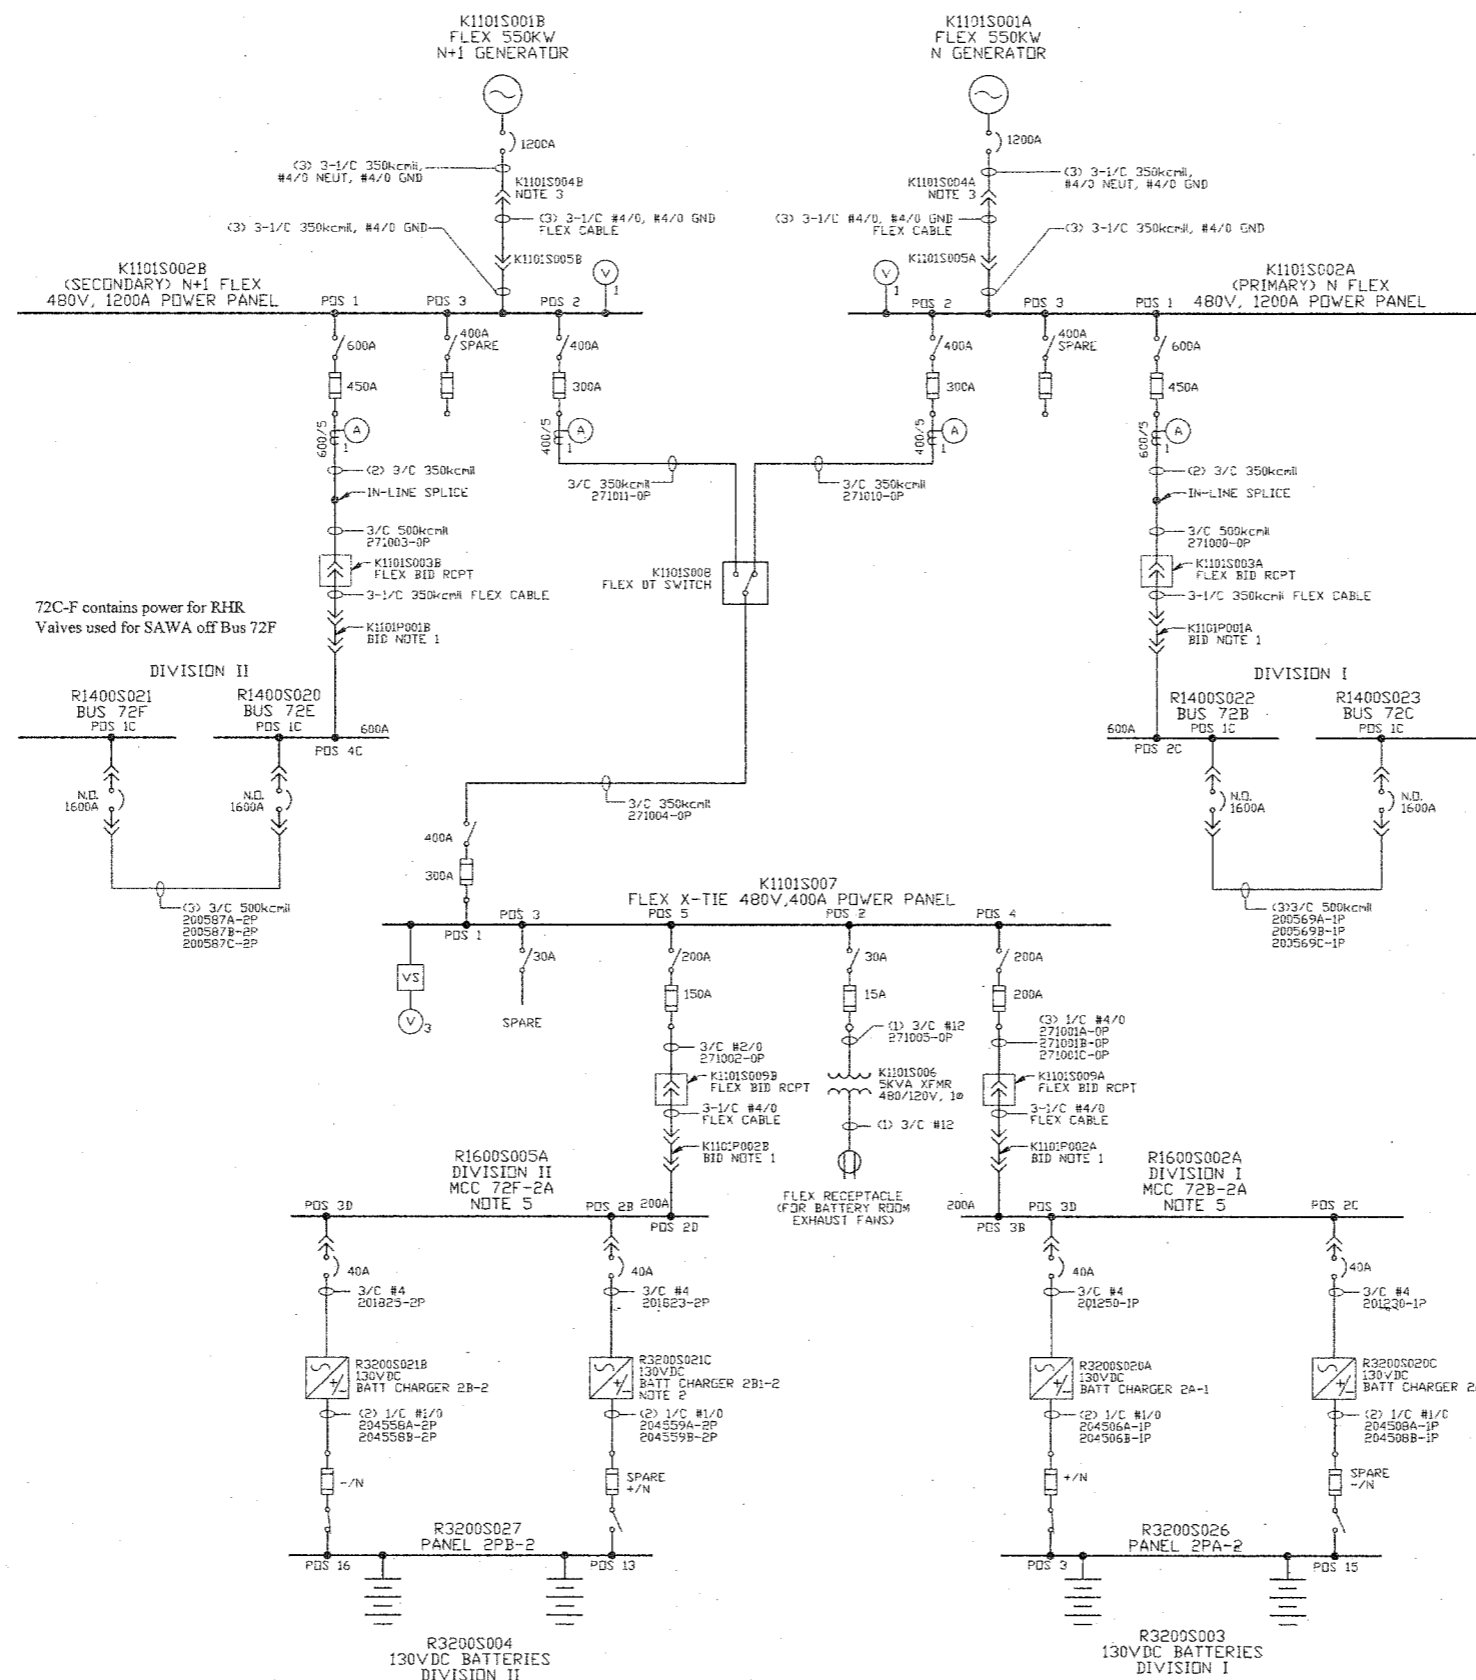 K1101S001B
FLEX 550KW
N+1 GENERATOR
K1101S001A
FLEX 550KW
N GENERATOR
1200A
1200A
(3) 3-1/C 350kcmil,
#4/0 NEUT, #4/0 GND
K1101S004B
NOTE 3
(3) 3-1/C #4/0, #4/0 GND
FLEX CABLE
(3) 3-1/C 350kcmil, #4/0 GND
K1101S005B
(3) 3-1/C 350kcmil,
#4/0 NEUT, #4/0 GND
K1101S004A
NOTE 3
(3) 3-1/C #4/0, #4/0 GND
FLEX CABLE
(3) 3-1/C 350kcmil, #4/0 GND
K1101S005A
K1101S002B
(SECONDARY) N+1 FLEX
480V, 1200A POWER PANEL
POS 1
POS 3
POS 2
V
1
V
1
POS 2
POS 3
POS 1
K1101S002A
(PRIMARY) N FLEX
480V, 1200A POWER PANEL
600A
400A
SPARE
400A
400A
400A
SPARE
600A
450A
300A
300A
450A
600/5
A
1
400/5
A
1
400/5
A
1
600/5
A
1
(2) 3/C 350kcmil
IN-LINE SPLICE
3/C 350kcmil
271011-0P
3/C 350kcmil
271010-0P
(2) 3/C 350kcmil
IN-LINE SPLICE
3/C 500kcmil
271003-0P
3/C 500kcmil
271000-0P
K1101S003B
FLEX BID RCPT
K1101S008
FLEX DT SWITCH
K1101S003A
FLEX BID RCPT
3-1/C 350kcmil FLEX CABLE
3-1/C 350kcmil FLEX CABLE
72C-F contains power for RHR
Valves used for SAWA off Bus 72F
K1101P001B
BID NOTE 1
K1101P001A
BID NOTE 1
DIVISION II
DIVISION I
R1400S021
BUS 72F
POS 1C
R1400S020
BUS 72E
POS 1C
600A
POS 4C
R1400S022
BUS 72B
POS 1C
R1400S023
BUS 72C
POS 1C
600A
POS 2C
N.O.
1600A
N.O.
1600A
N.O.
1600A
N.O.
1600A
3/C 350kcmil
271004-0P
400A
300A
(3) 3/C 500kcmil
200587A-2P
200587B-2P
200587C-2P
(3)3/C 500kcmil
200569A-1P
200569B-1P
200569C-1P
K1101S007
FLEX X-TIE 480V,400A POWER PANEL
POS 1
POS 3
POS 5
POS 2
POS 4
30A
200A
30A
200A
VS
V
3
SPARE
150A
15A
200A
3/C #2/0
271002-0P
(1) 3/C #12
271005-0P
(3) 1/C #4/0
271001A-0P
271001B-0P
271001C-0P
K1101S009B
FLEX BID RCPT
K1101S006
5KVA XFMR
480/120V, 1Ø
K1101S009A
FLEX BID RCPT
3-1/C #4/0
FLEX CABLE
(1) 3/C #12
3-1/C #4/0
FLEX CABLE
K1101P002B
BID NOTE 1
K1101P002A
BID NOTE 1
FLEX RECEPTACLE
(FOR BATTERY ROOM
EXHAUST FANS)
R1600S005A
DIVISION II
MCC 72F-2A
NOTE 5
POS 3D
POS 2B
200A
POS 2D
R1600S002A
DIVISION I
MCC 72B-2A
NOTE 5
200A
POS 3B
POS 3D
POS 2C
40A
40A
40A
40A
3/C #4
201825-2P
3/C #4
201823-2P
3/C #4
201250-1P
3/C #4
201230-1P
R3200S021B
130VDC
BATT CHARGER 2B-2
R3200S021C
130VDC
BATT CHARGER 2B1-2
NOTE 2
R3200S020A
130VDC
BATT CHARGER 2A-1
R3200S020C
130VDC
BATT CHARGER
(2) 1/C #1/0
204558A-2P
204558B-2P
(2) 1/C #1/0
204559A-2P
204559B-2P
(2) 1/C #1/0
204506A-1P
204506B-1P
(2) 1/C #1/0
204508A-1P
204508B-1P
-/N
SPARE
+/N
+/N
SPARE
-/N
R3200S027
PANEL 2PB-2
POS 16
POS 13
R3200S026
PANEL 2PA-2
POS 3
POS 15
R3200S004
130VDC BATTERIES
DIVISION II
R3200S003
130VDC BATTERIES
DIVISION I